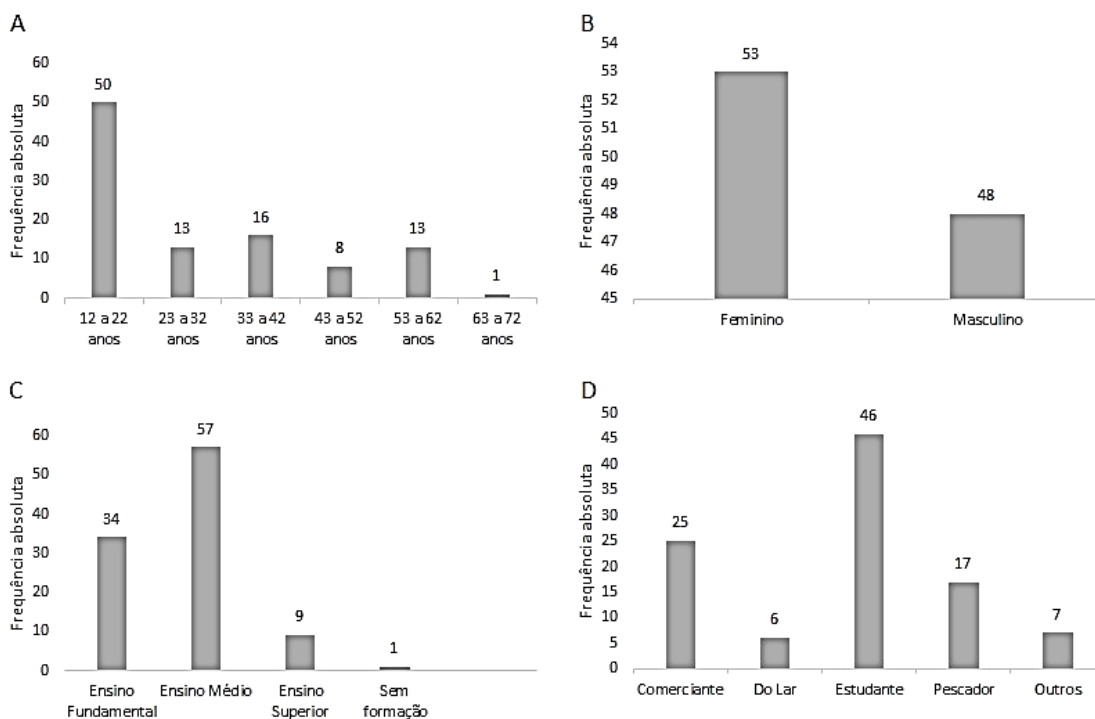 A
Frequência absoluta
60
50
40
30
20
10
0
50
13
16
8
13
1
12 a 22
anos
23 a 32
anos
33 a 42
anos
43 a 52
anos
53 a 62
anos
63 a 72
anos
B
Frequência absoluta
54
53
52
51
50
49
48
47
46
45
53
48
Feminino
Masculino
C
Frequência absoluta
60
50
40
30
20
10
0
34
57
9
1
Ensino
Fundamental
Ensino Médio
Ensino
Superior
Sem
formação
D
Frequência absoluta
50
45
40
35
30
25
20
15
10
5
0
25
6
46
17
7
Comerciante
Do Lar
Estudante
Pescador
Outros